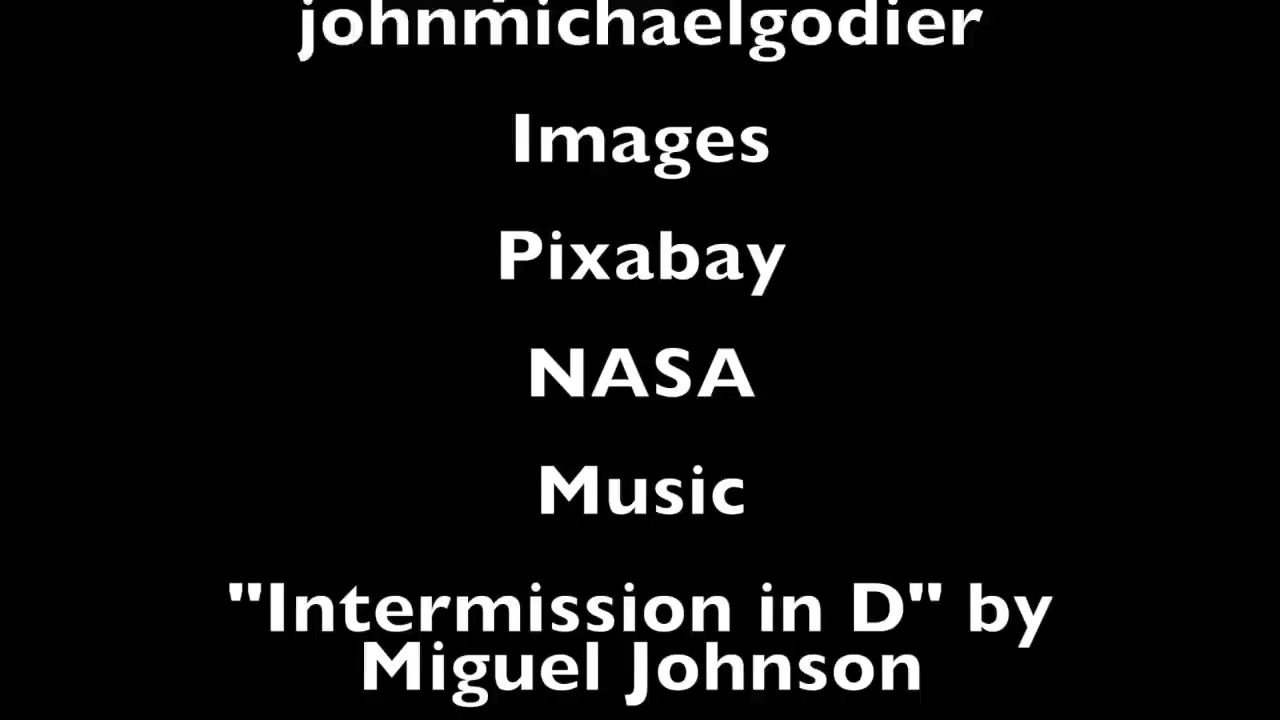 johnmichaelgodier
Images
Pixabay
NASA
Music
"Intermission in D" by
Miguel Johnson